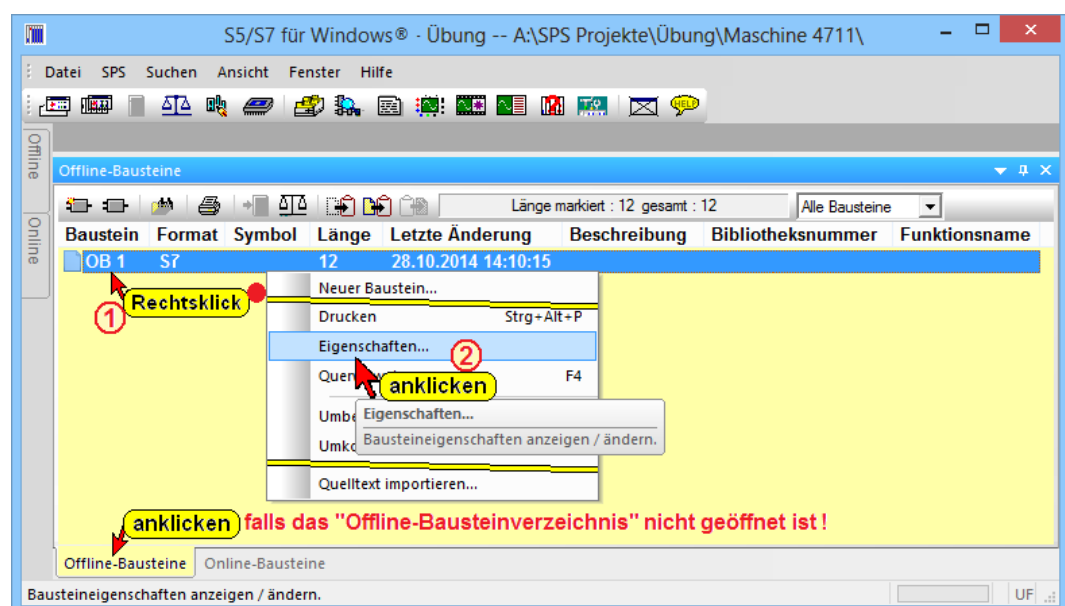 S5/S7 für Windows® - Übung -- A:\SPS Projekte\Übung\Maschine 4711\
Datei SPS Suchen Ansicht Fenster Hilfe
HELP
Offline
Online
Offline-Bausteine
Länge markiert : 12 gesamt : 12 Alle Bausteine
Baustein Format Symbol Länge Letzte Änderung Beschreibung Bibliotheksnummer Funktionsname
OB 1 S7 12 28.10.2014 14:10:15
Neuer Baustein...
1 Rechtsklick
Drucken Strg+Alt+P
Eigenschaften...
2
F4
anklicken
Eigenschaften...
Bausteineigenschaften anzeigen / ändern.
Quelltext importieren...
anklicken falls das "Offline-Bausteinverzeichnis" nicht geöffnet ist !
Offline-Bausteine Online-Bausteine
Bausteineigenschaften anzeigen / ändern. UF